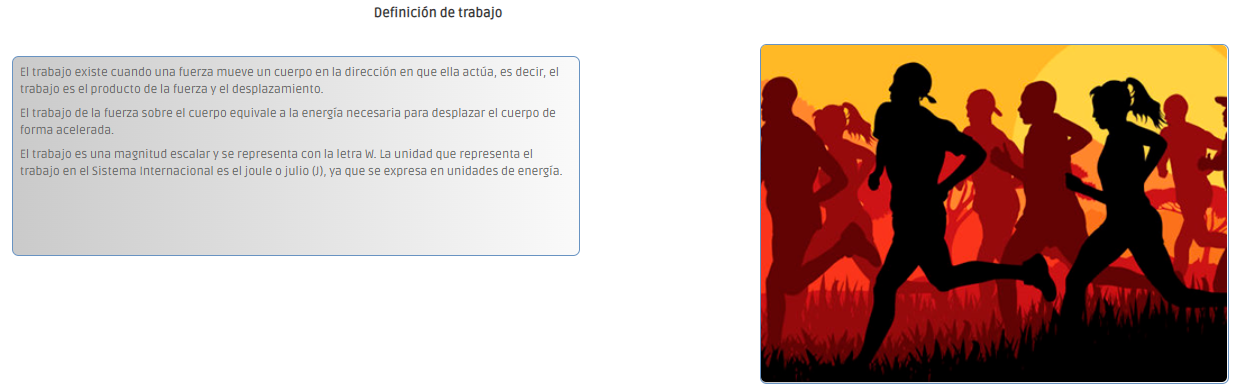 Definición de trabajo
El trabajo existe cuando una fuerza mueve un cuerpo en la dirección en que ella actúa, es decir, el
trabajo es el producto de la fuerza y el desplazamiento.
El trabajo de la fuerza sobre el cuerpo equivale a la energía necesaria para desplazar el cuerpo de
forma acelerada.
El trabajo es una magnitud escalar y se representa con la letra W. La unidad que representa el
trabajo en el Sistema Internacional es el joule o julio (J), ya que se expresa en unidades de energía.